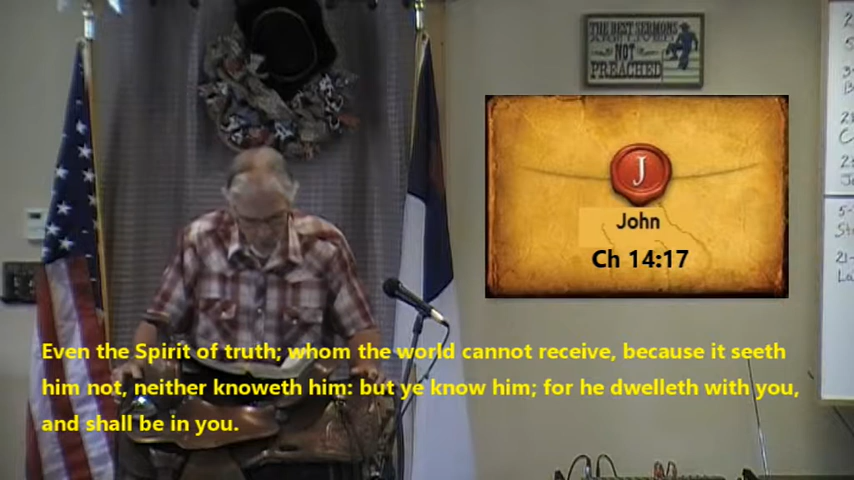 THE BEST SERMONS
ARE LIVED
NOT
PREACHED
J
John
Ch 14:17
Even the Spirit of truth; whom the world cannot receive, because it seeth
him not, neither knoweth him: but ye know him; for he dwelleth with you,
and shall be in you.